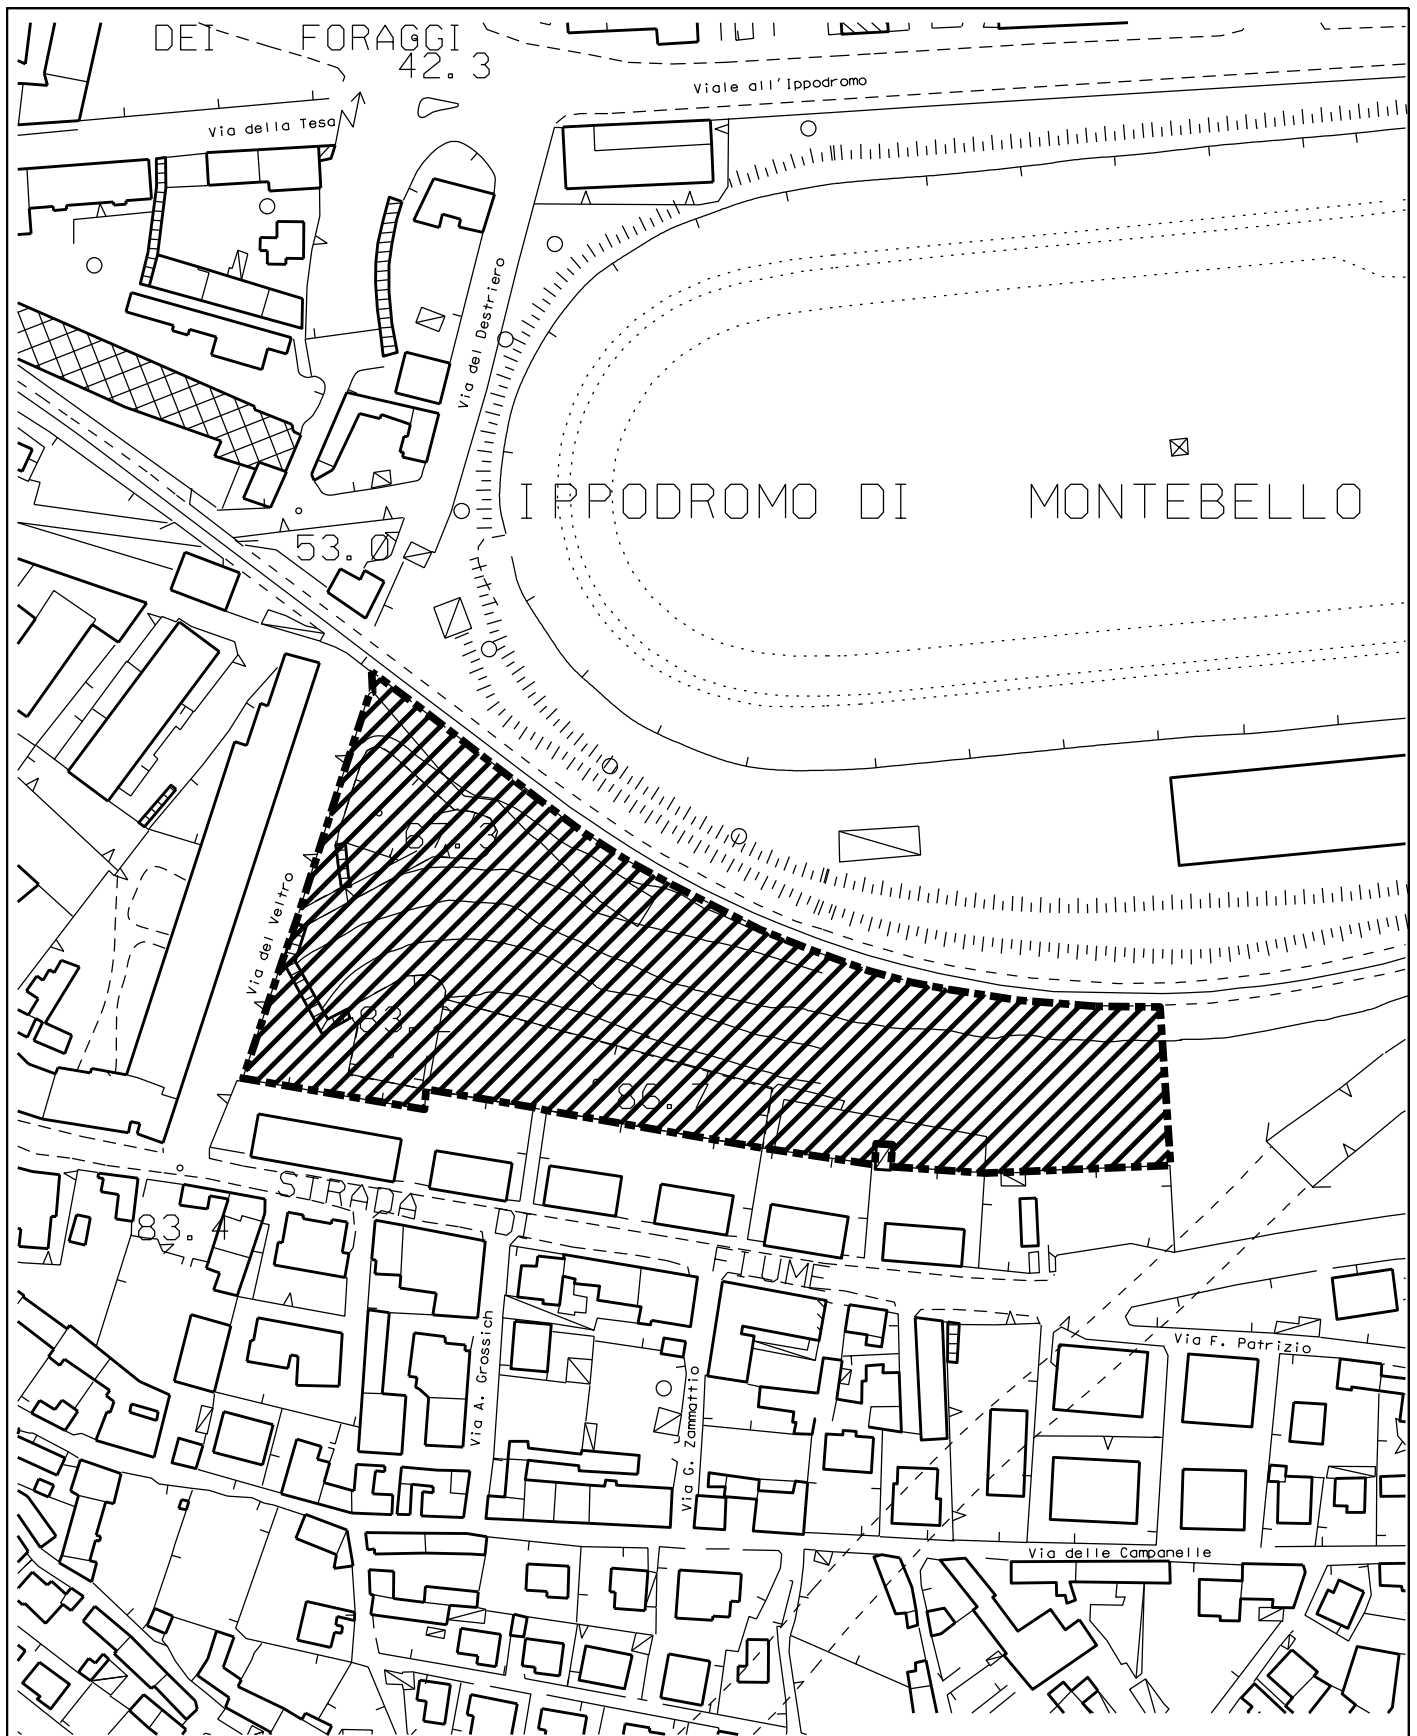 DEI FORAGGI
42.3
Viale all'Ippodromo
Via della Tesa
Via del Destriero
IPPODROMO DI MONTEBELLO
53.0
67.3
Via del Veltro
83.
86.7
STRADA DI FIUME
83.4
Via F. Patrizio
Via A. Grossich
Via G. Zammattio
Via delle Campanelle